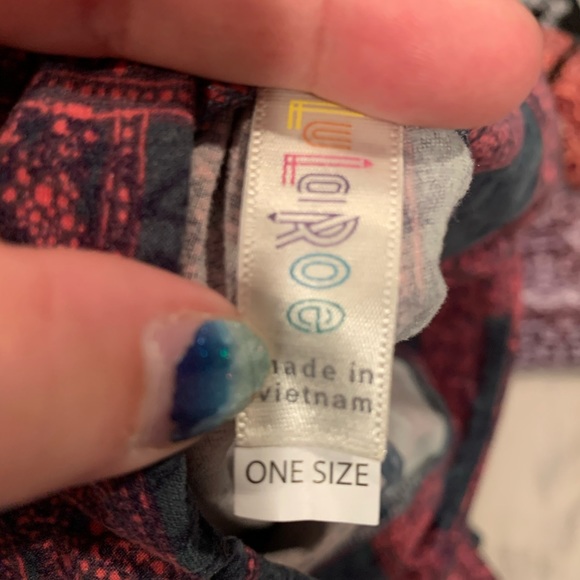 LuLaRoe
made in
vietnam
ONE SIZE